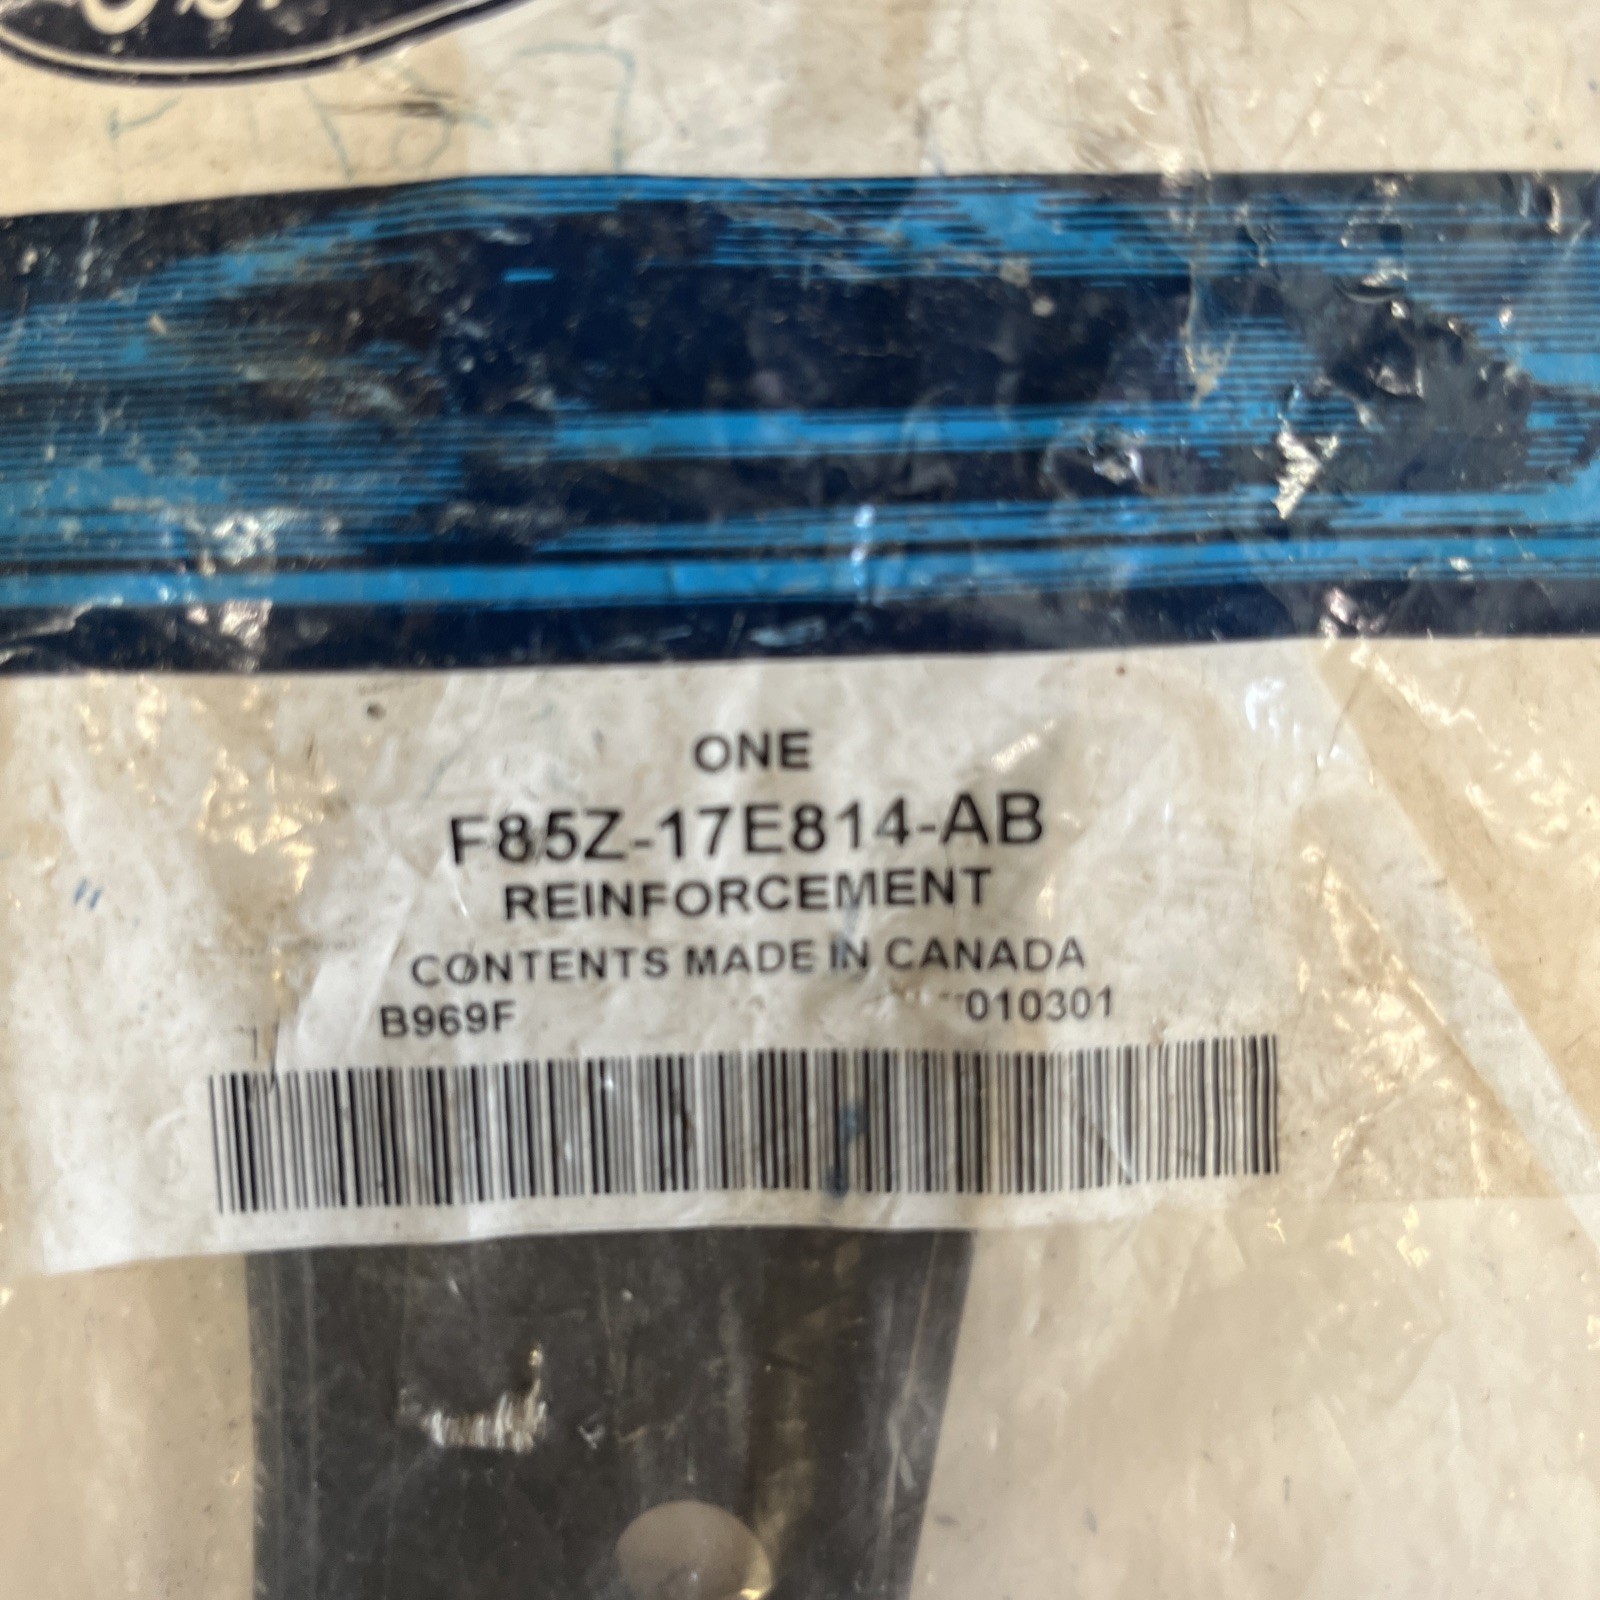 ONE
F85Z-17E814-AB
REINFORCEMENT
CONTENTS MADE IN CANADA
B969F 010301